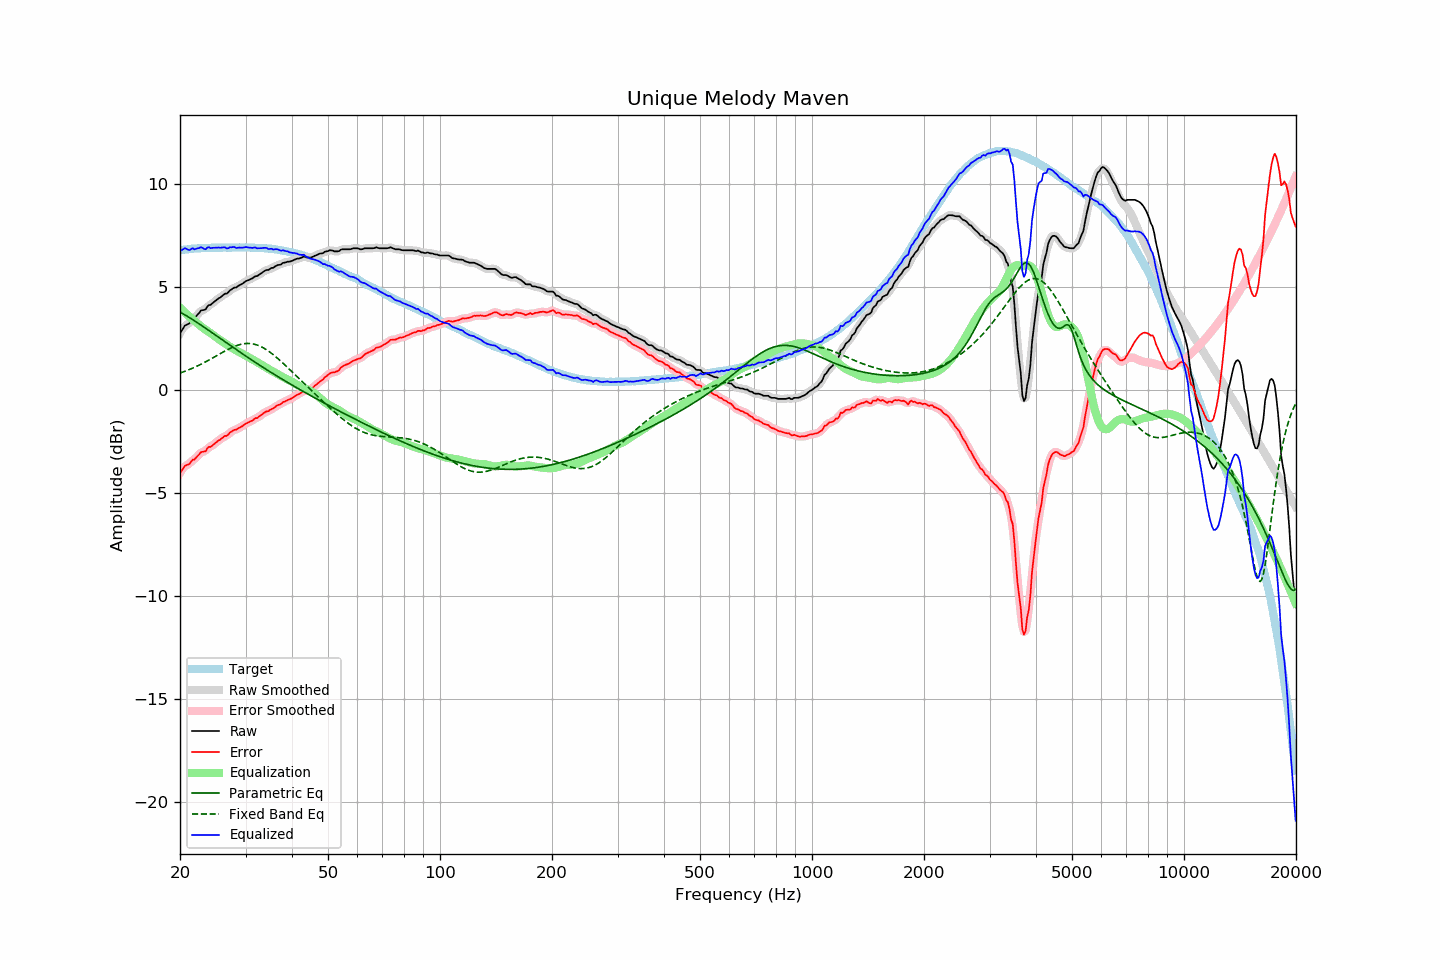 Unique Melody Maven
Amplitude (dBr)
10
5
0
−5
−10
−15
−20
Target
Raw Smoothed
Error Smoothed
Raw
Error
Equalization
Parametric Eq
Fixed Band Eq
Equalized
20 50 100 200 500 1000 2000 5000 10000 20000
Frequency (Hz)